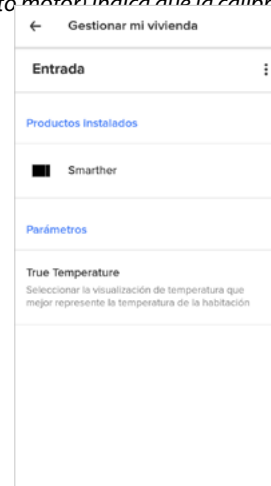 ← Gestionar mi vivienda
Entrada
Productos Instalados
Smarther
Parámetros
True Temperature
Seleccionar la visualización de temperatura que
mejor represente la temperatura de la habitación